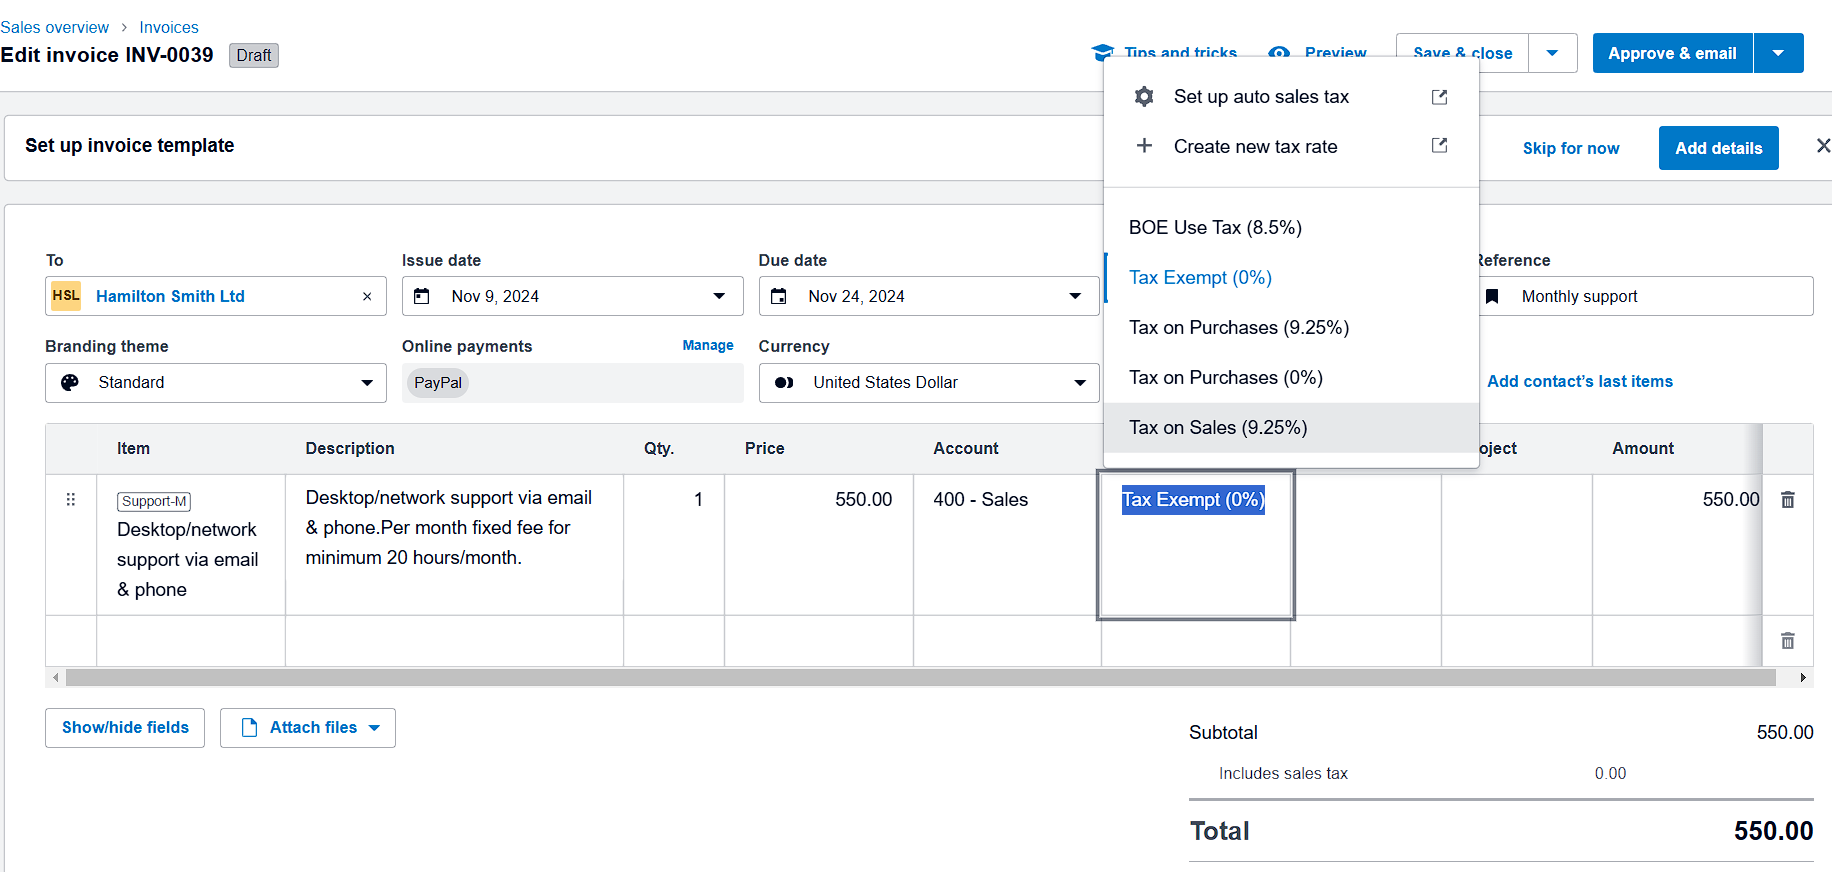 Sales overview > Invoices
Edit invoice INV-0039 Draft
Tips and tricks Preview Save & close Approve & email
Set up auto sales tax
Create new tax rate
Set up invoice template Skip for now Add details
BOE Use Tax (8.5%)
Tax Exempt (0%)
Tax on Purchases (9.25%)
Tax on Purchases (0%)
Tax on Sales (9.25%)
To Issue date Due date Reference
HSL Hamilton Smith Ltd × Nov 9, 2024 Nov 24, 2024 Monthly support
Branding theme Online payments Manage Currency
Standard PayPal United States Dollar Add contact's last items
Item Description Qty. Price Account oject Amount
Support-M
Desktop/network
support via email
& phone
Desktop/network support via email
& phone.Per month fixed fee for
minimum 20 hours/month.
1 550.00 400 - Sales Tax Exempt (0%) 550.00
Show/hide fields Attach files
Subtotal 550.00
Includes sales tax 0.00
Total 550.00